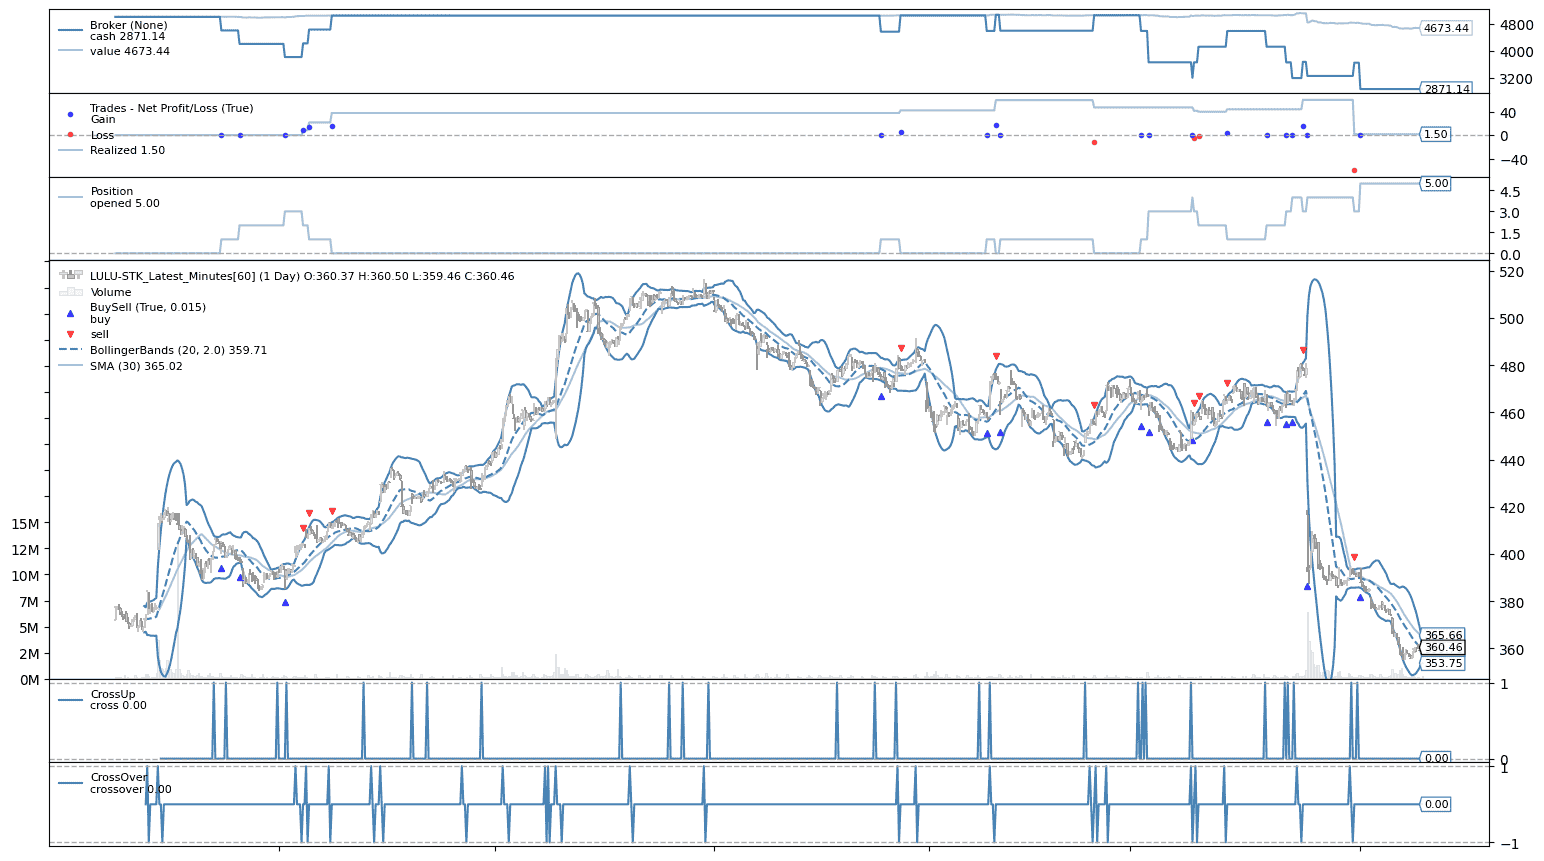 Broker (None)
cash 2871.14
value 4673.44
4800
4673.44
4000
3200
2871.14
Trades - Net Profit/Loss (True)
Gain
Loss
Realized 1.50
40
1.50
0
−40
Position
opened 5.00
5.00
4.5
3.0
1.5
0.0
LULU-STK_Latest_Minutes[60] (1 Day) O:360.37 H:360.50 L:359.46 C:360.46
Volume
BuySell (True, 0.015)
buy
sell
BollingerBands (20, 2.0) 359.71
SMA (30) 365.02
520
500
480
460
440
420
400
380
365.66
360.46
360
353.75
15M
12M
10M
7M
5M
2M
0M
CrossUp
cross 0.00
1
0.00
0
CrossOver
crossover 0.00
1
0.00
−1